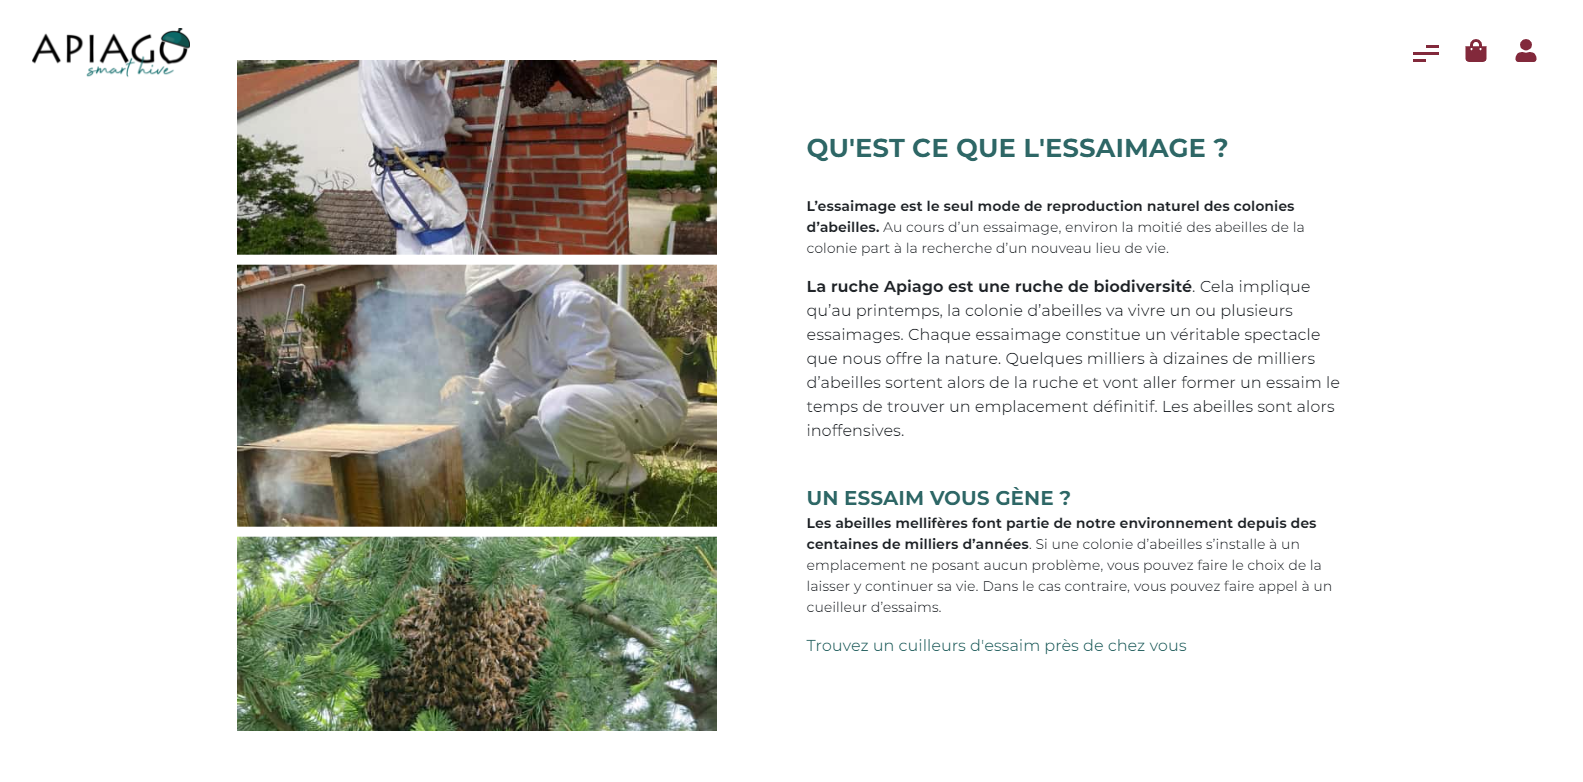 APIAGO
smart hive
QU'EST CE QUE L'ESSAIMAGE ?
L’essaimage est le seul mode de reproduction naturel des colonies
d’abeilles. Au cours d’un essaimage, environ la moitié des abeilles de la
colonie part à la recherche d’un nouveau lieu de vie.
La ruche Apiago est une ruche de biodiversité. Cela implique
qu’au printemps, la colonie d’abeilles va vivre un ou plusieurs
essaimages. Chaque essaimage constitue un véritable spectacle
que nous offre la nature. Quelques milliers à dizaines de milliers
d’abeilles sortent alors de la ruche et vont aller former un essaim le
temps de trouver un emplacement définitif. Les abeilles sont alors
inoffensives.
UN ESSAIM VOUS GÈNE ?
Les abeilles mellifères font partie de notre environnement depuis des
centaines de milliers d’années. Si une colonie d’abeilles s’installe à un
emplacement ne posant aucun problème, vous pouvez faire le choix de la
laisser y continuer sa vie. Dans le cas contraire, vous pouvez faire appel à un
cueilleur d’essaims.
Trouvez un cuilleurs d'essaim près de chez vous